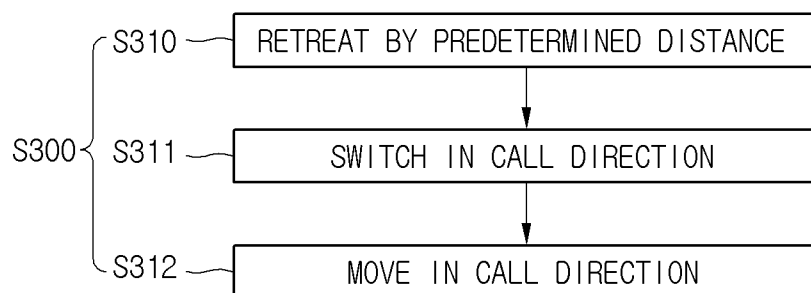 S310 RETREAT BY PREDETERMINED DISTANCE
S300
S311 SWITCH IN CALL DIRECTION
S312 MOVE IN CALL DIRECTION